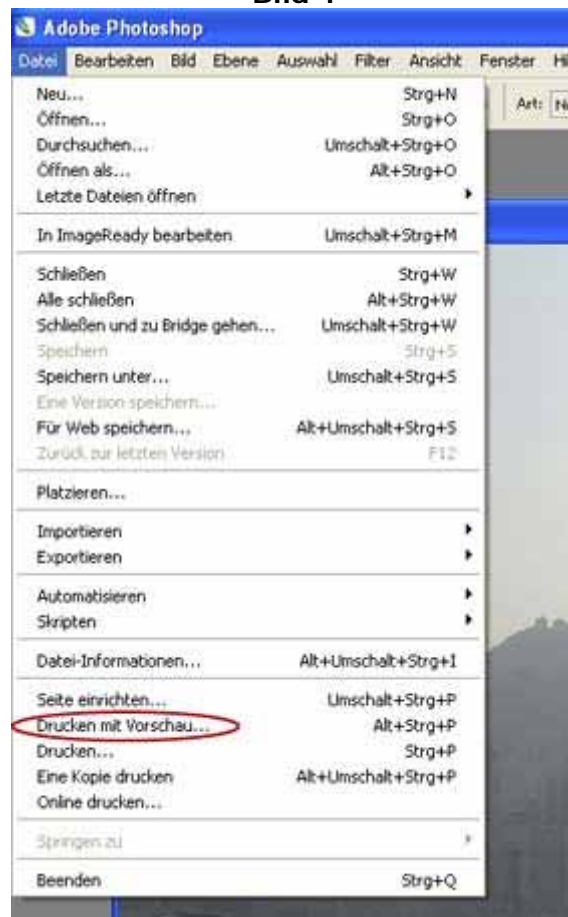 Adobe Photoshop
Datei Bearbeiten Bild Ebene Auswahl Filter Ansicht Fenster
Art:
Neu... Strg+N
Öffnen... Strg+O
Durchsuchen... Umschalt+Strg+O
Öffnen als... Alt+Strg+O
Letzte Dateien öffnen
In ImageReady bearbeiten Umschalt+Strg+M
Schließen Strg+W
Alle schließen Alt+Strg+W
Schließen und zu Bridge gehen... Umschalt+Strg+W
Speichern Strg+S
Speichern unter... Umschalt+Strg+S
Eine Version speichern...
Für Web speichern... Alt+Umschalt+Strg+S
Zurück zur letzten Version F12
Platzieren...
Importieren
Exportieren
Automatisieren
Skripten
Datei-Informationen... Alt+Umschalt+Strg+I
Seite einrichten... Umschalt+Strg+P
Drucken mit Vorschau... Alt+Strg+P
Drucken... Strg+P
Eine Kopie drucken Alt+Umschalt+Strg+P
Online drucken...
Springen zu
Beenden Strg+Q